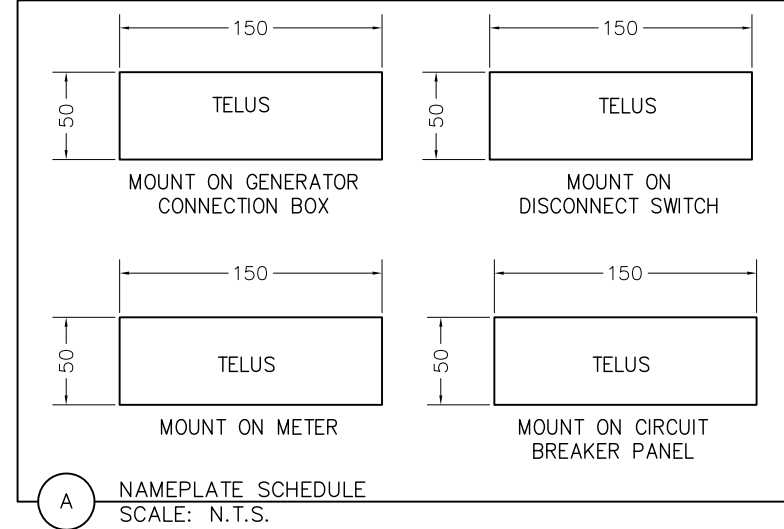 150
50
TELUS
MOUNT ON GENERATOR
CONNECTION BOX
150
50
TELUS
MOUNT ON
DISCONNECT SWITCH
150
50
TELUS
MOUNT ON METER
150
50
TELUS
MOUNT ON CIRCUIT
BREAKER PANEL
A
NAMEPLATE SCHEDULE
SCALE: N.T.S.